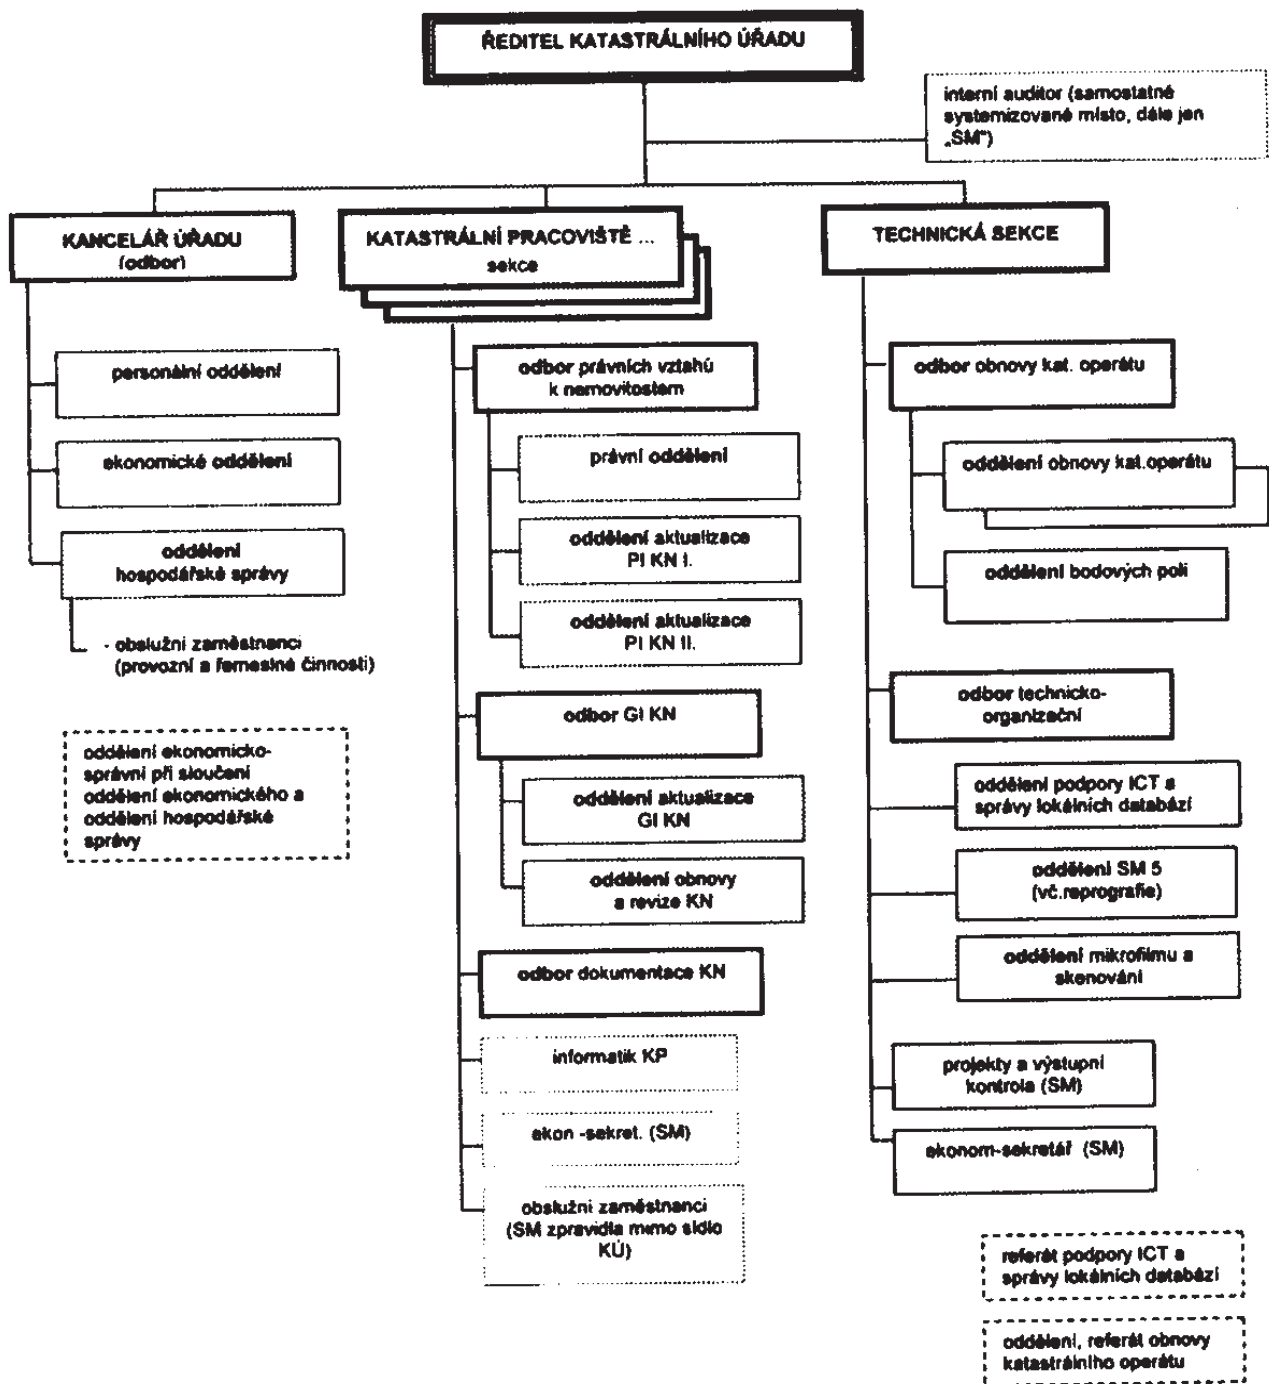 ŘEDITEL KATASTRÁLNÍHO ÚŘADU
interní auditor (samostatné
systemizované místo, dále jen
„SM")
KANCELÁŘ ÚŘADU
(odbor)
KATASTRÁLNÍ PRACOVIŠTĚ ...
sekce
TECHNICKÁ SEKCE
personální oddělení
ekonomické oddělení
oddělení
hospodářské správy
- obslužní zaměstnanci
(provozní a řemeslné činnosti)
oddělení ekonomicko-
správní při sloučení
oddělení ekonomického a
oddělení hospodářské
správy
odbor právních vztahů
k nemovitostem
právní oddělení
oddělení aktualizace
PI KN I.
oddělení aktualizace
PI KN II.
odbor GI KN
oddělení aktualizace
GI KN
oddělení obnovy
a revize KN
odbor dokumentace KN
informatik KP
ekon -sekret. (SM)
obslužní zaměstnanci
(SM zpravidla mimo sídlo
KÚ)
odbor obnovy kat. operátu
oddělení obnovy kat.operátu
oddělení bodových polí
odbor technicko-
organizační
oddělení podpory ICT a
správy lokálních databází
oddělení SM 5
(vč.reprografie)
oddělení mikrofilmu a
skenování
projekty a výstupní
kontrola (SM)
ekonom-sekretář (SM)
referát podpory ICT a
správy lokálních databází
oddělení, referát obnovy
katastrálního operátu